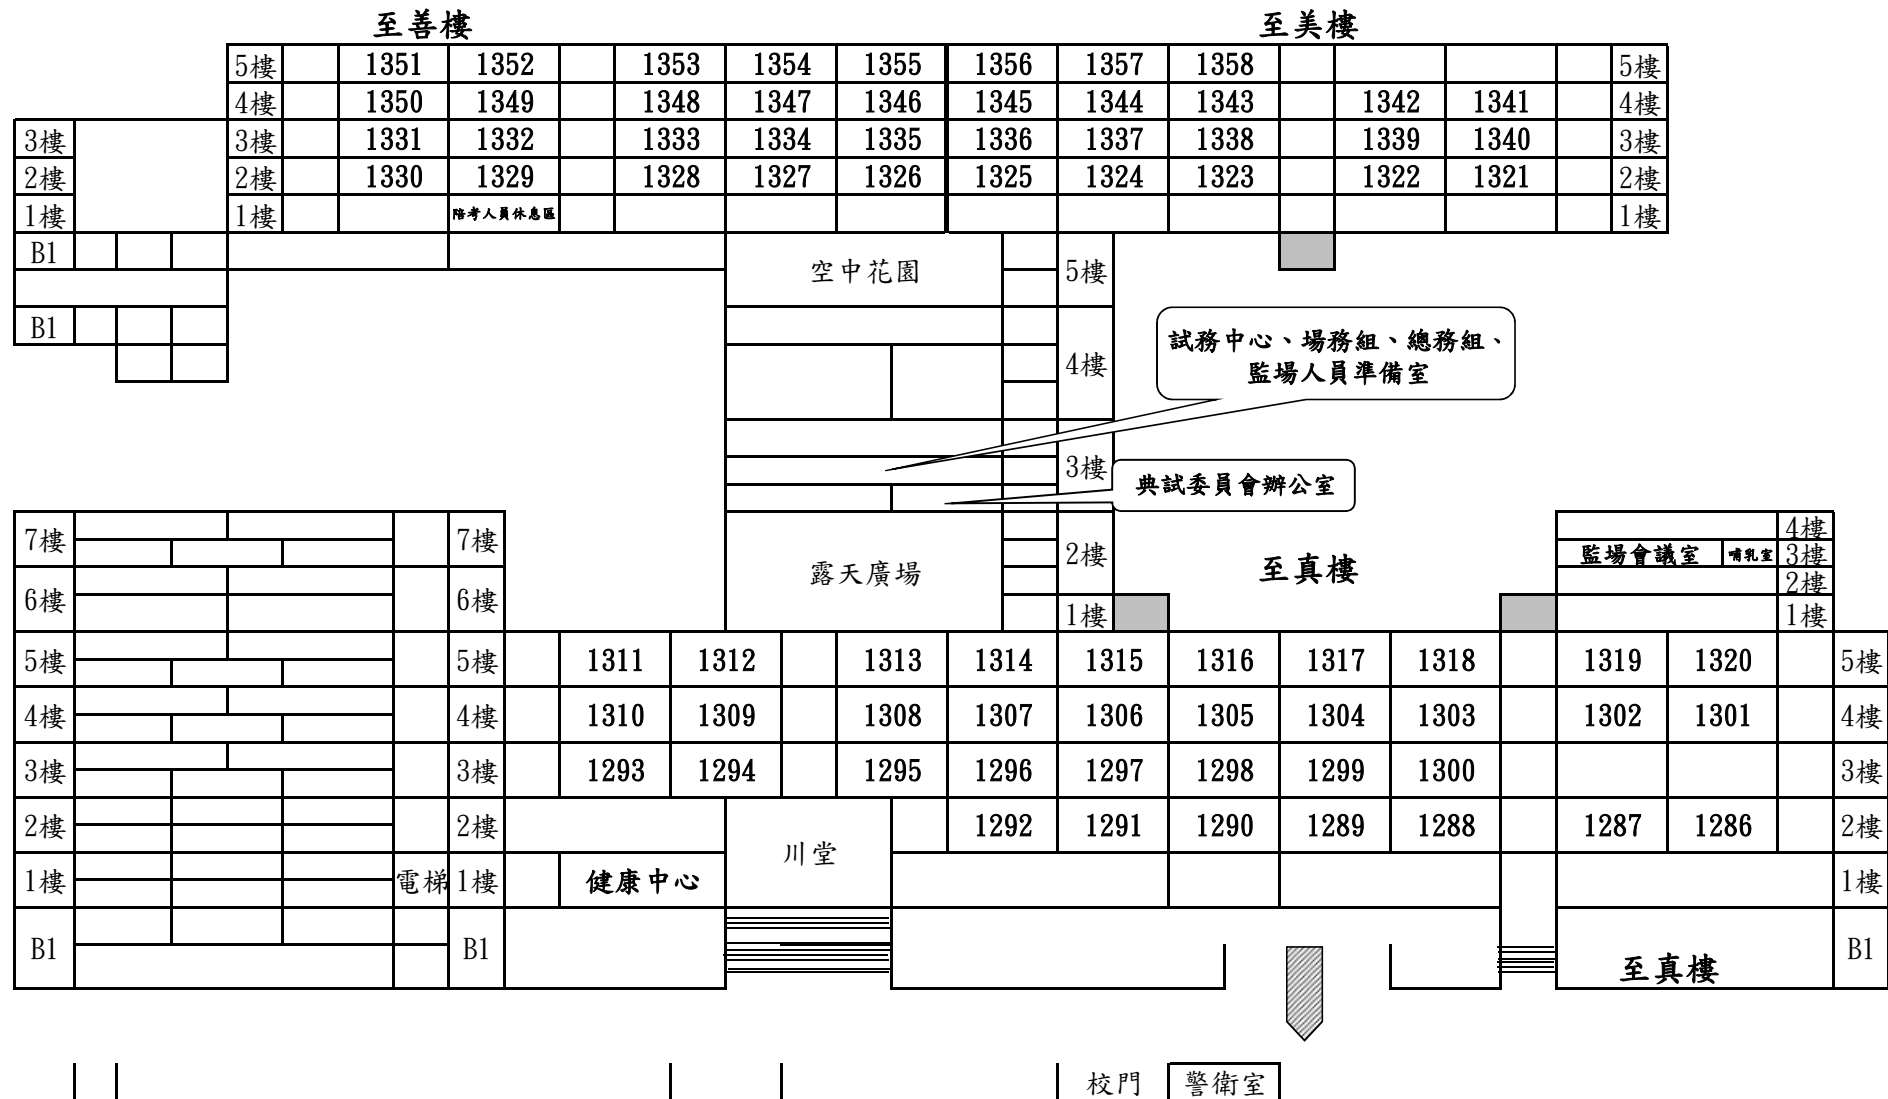 至善樓 至美樓
5樓 1351 1352 1353 1354 1355 1356 1357 1358 5樓
4樓 1350 1349 1348 1347 1346 1345 1344 1343 1342 1341 4樓
3樓 3樓 1331 1332 1333 1334 1335 1336 1337 1338 1339 1340 3樓
2樓 2樓 1330 1329 1328 1327 1326 1325 1324 1323 1322 1321 2樓
1樓 1樓 陪考人員休息區 1樓
B1
空中花園 5樓
B1
試務中心、場務組、總務組、
監場人員準備室
4樓
3樓
典試委員會辦公室
7樓 7樓
露天廣場 2樓
至真樓
4樓
監場會議室 哺乳室 3樓
2樓
6樓 6樓
1樓 1樓
5樓 5樓 1311 1312 1313 1314 1315 1316 1317 1318 1319 1320 5樓
4樓 4樓 1310 1309 1308 1307 1306 1305 1304 1303 1302 1301 4樓
3樓 3樓 1293 1294 1295 1296 1297 1298 1299 1300 3樓
2樓 2樓 川堂 1292 1291 1290 1289 1288 1287 1286 2樓
1樓 電梯 1樓 健康中心 1樓
B1 B1 至真樓 B1
校門 警衛室